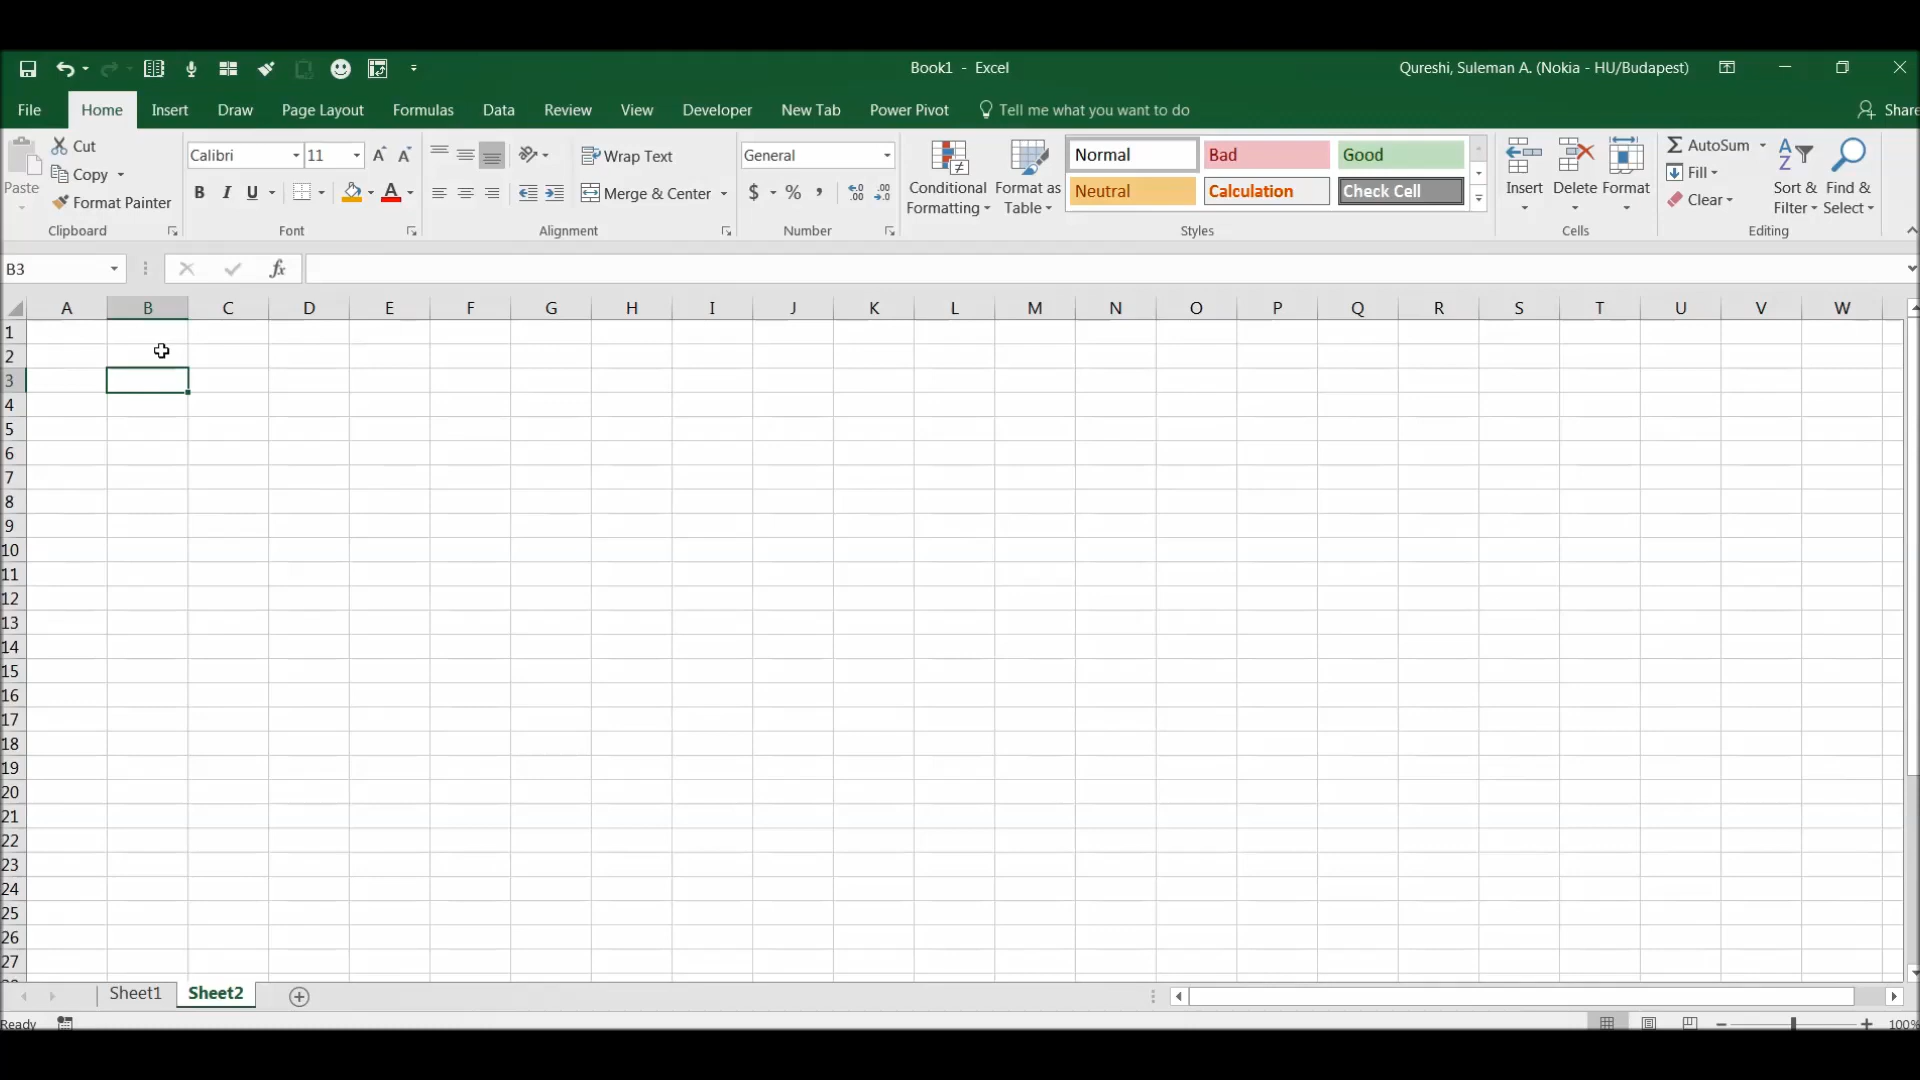 Book1 - Excel
Qureshi, Suleman A. (Nokia - HU/Budapest)
File Home Insert Draw Page Layout Formulas Data Review View Developer New Tab Power Pivot Tell me what you want to do Share
Paste
Cut
Copy
Format Painter
Clipboard
Calibri 11
B I U
Font
Wrap Text
Merge & Center
Alignment
General
$ % ,
Number
Conditional Formatting
Format as Table
Normal Bad Good
Neutral Calculation Check Cell
Styles
Insert Delete Format
Cells
AutoSum
Fill
Clear
Sort & Filter
Find & Select
Editing
B3 fx
A B C D E F G H I J K L M N O P Q R S T U V W
1
2
3
4
5
6
7
8
9
10
11
12
13
14
15
16
17
18
19
20
21
22
23
24
25
26
27
Sheet1 Sheet2
Ready 100%